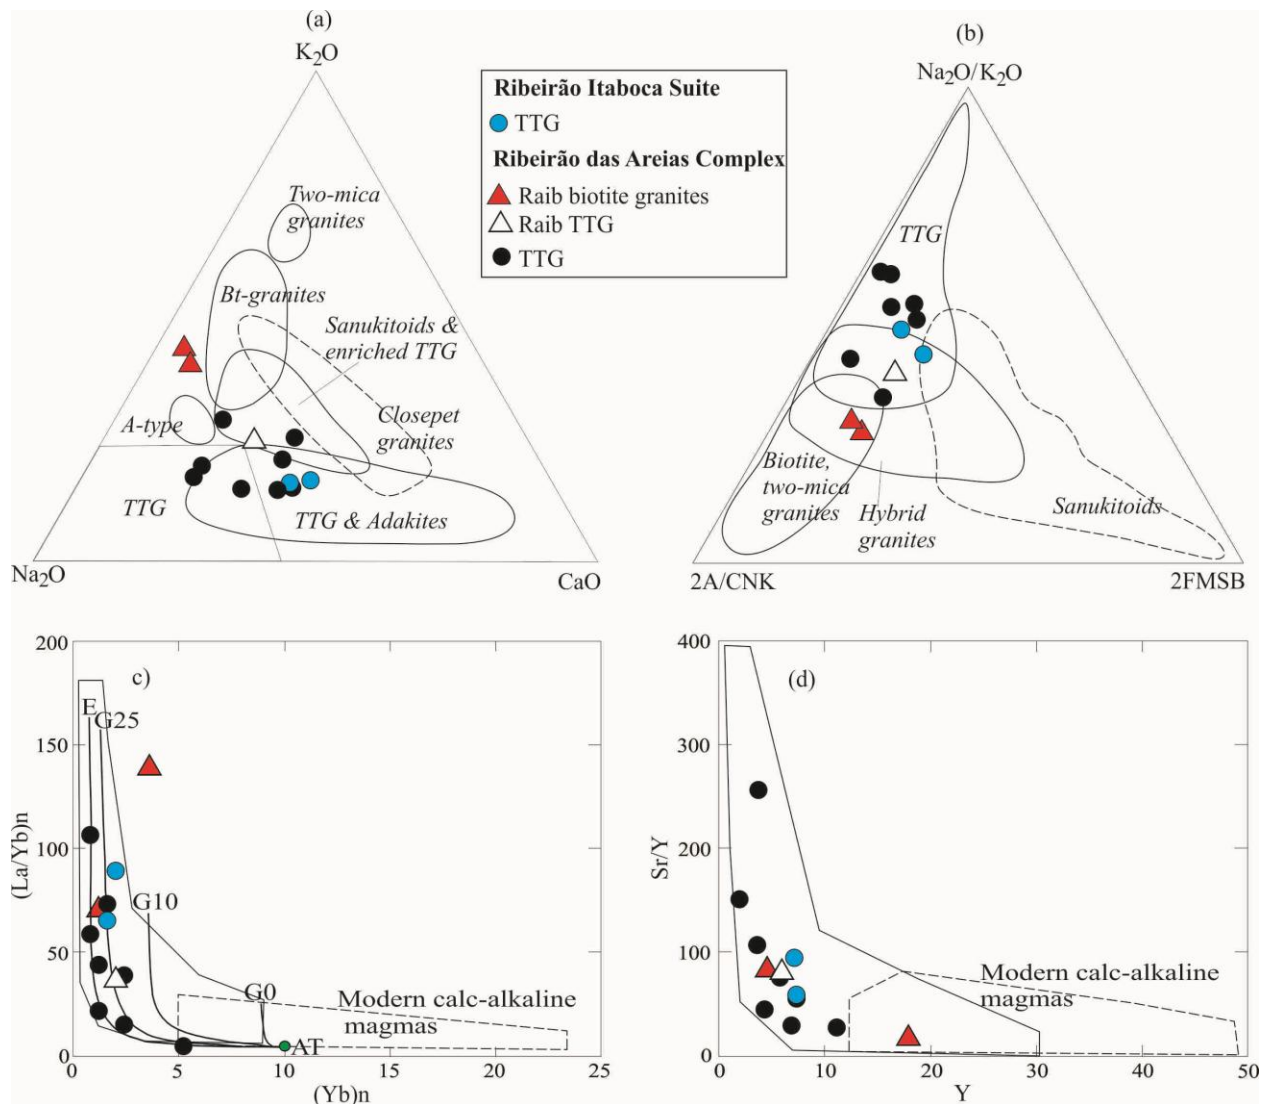 (a)
K₂O
Two-mica
granites
Bt-granites
Sanukitoids &
enriched TTG
A-type
Closepet
granites
TTG
TTG & Adakites
Na₂O
CaO
Ribeirão Itaboca Suite
TTG
Ribeirão das Areias Complex
Raib biotite granites
Raib TTG
TTG
(b)
Na₂O/K₂O
TTG
Biotite,
two-mica
granites
Hybrid
granites
Sanukitoids
2A/CNK
2FMSB
c)
200
150
100
50
0
(La/Yb)n
E
G25
G10
G0
Modern calc-alkaline
magmas
AT
0
5
10
15
20
25
(Yb)n
(d)
400
300
200
100
0
Sr/Y
Modern calc-alkaline
magmas
0
10
20
30
40
50
Y